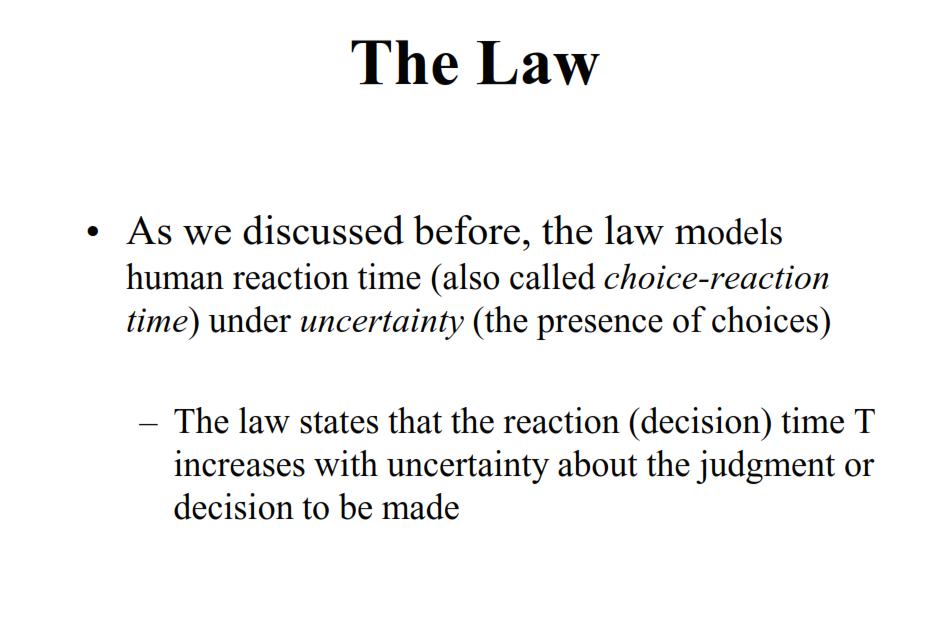 The Law
• As we discussed before, the law models
human reaction time (also called choice-reaction
time) under uncertainty (the presence of choices)
– The law states that the reaction (decision) time T
increases with uncertainty about the judgment or
decision to be made